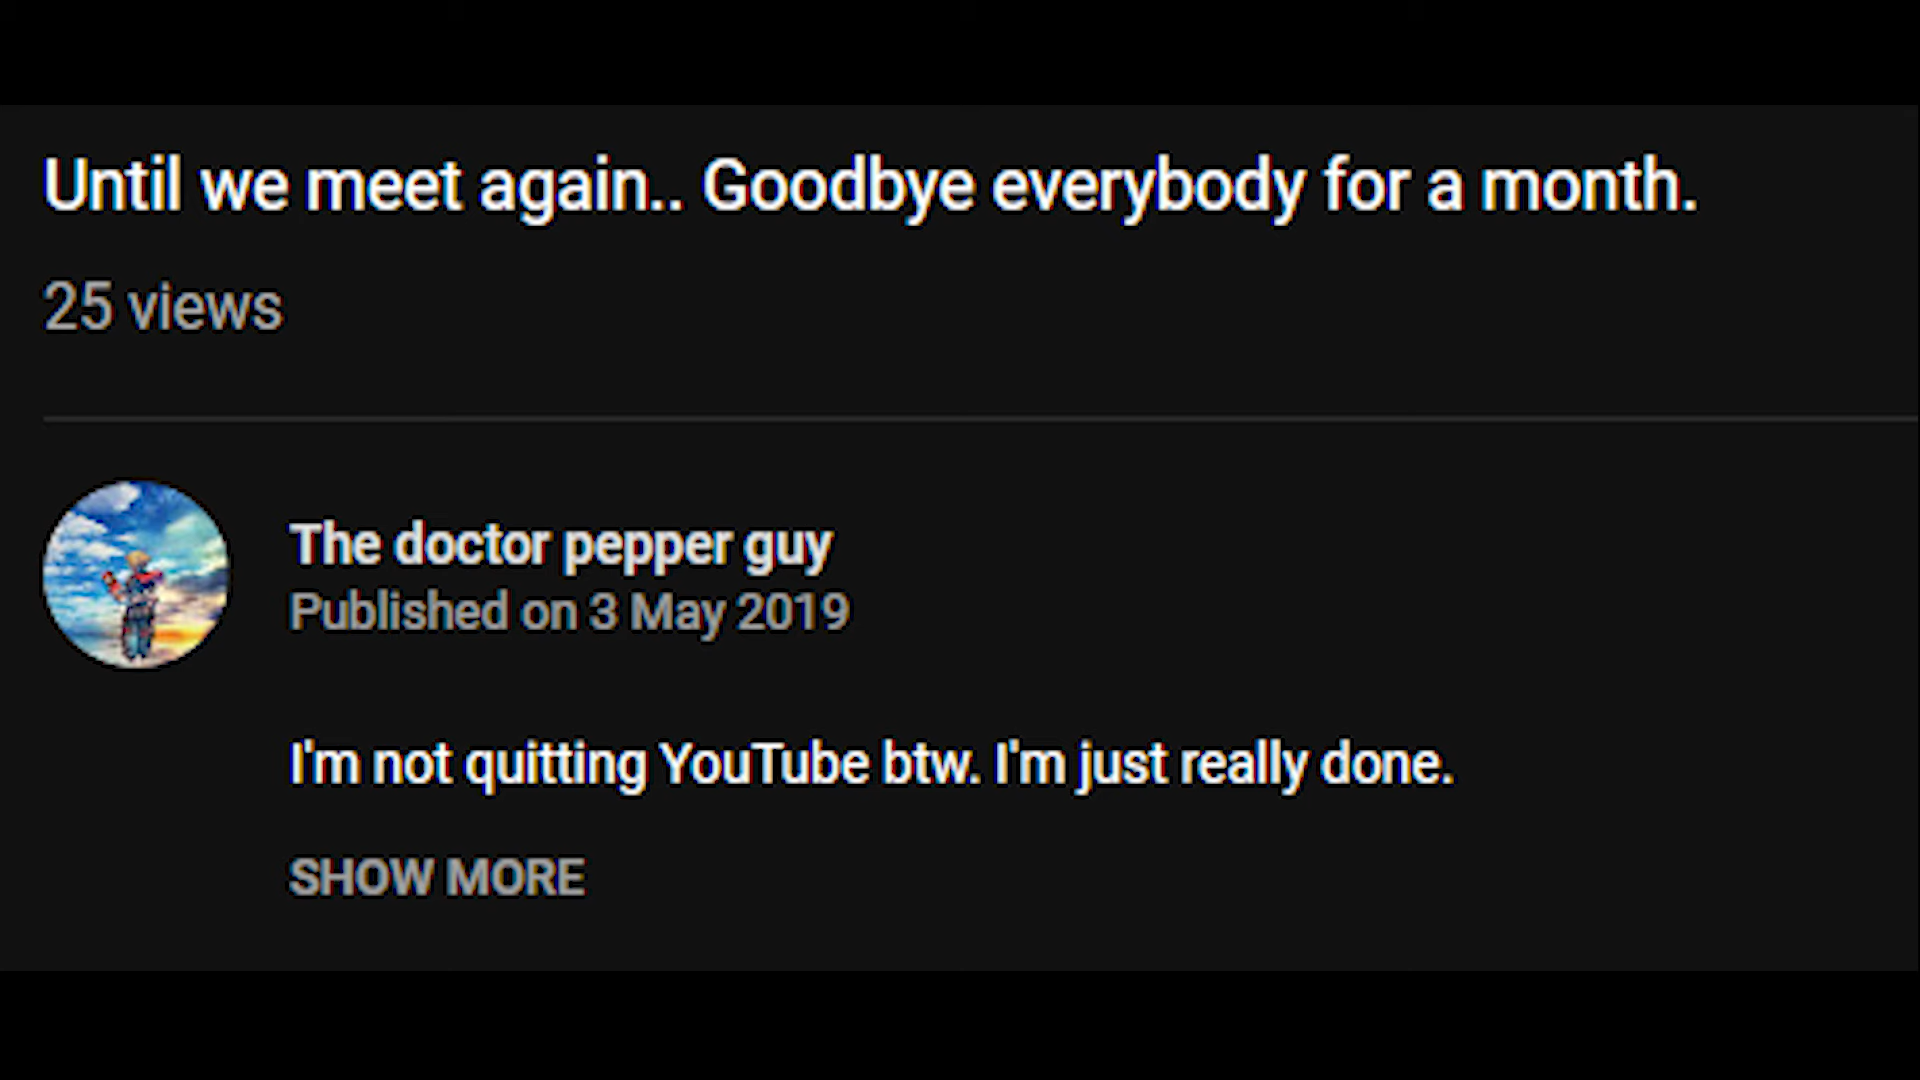 Until we meet again.. Goodbye everybody for a month.
25 views
The doctor pepper guy
Published on 3 May 2019
I'm not quitting YouTube btw. I'm just really done.
SHOW MORE